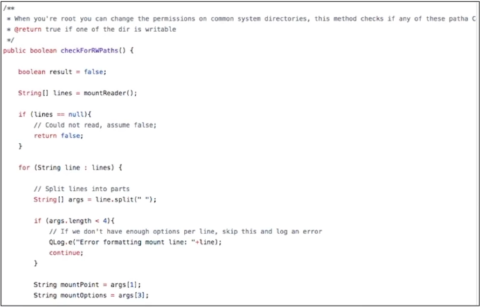 /**
 * When you're root you can change the permissions on common system directories, this method checks if any of these patha C
 * @return true if one of the dir is writable
 */
public boolean checkForRWPaths() {
boolean result = false;
String[] lines = mountReader();
if (lines == null){
// Could not read, assume false;
return false;
}
for (String line : lines) {
// Split lines into parts
String[] args = line.split(" ");
if (args.length < 4){
// If we don't have enough options per line, skip this and log an error
QLog.e("Error formatting mount line: "+line);
continue;
}
String mountPoint = args[1];
String mountOptions = args[3];